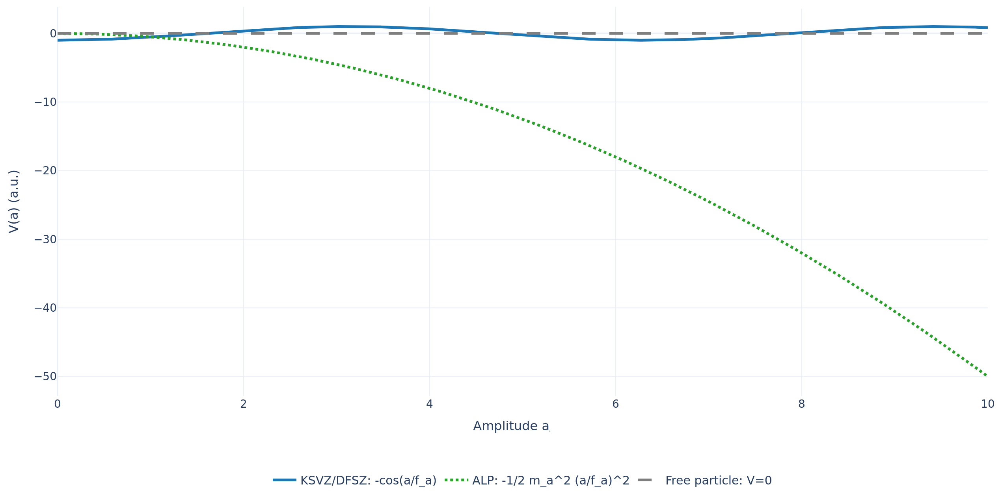 0
−10
−20
−30
−40
−50
V(a) (a.u.)
0 2 4 6 8 10
Amplitude a
KSVZ/DFSZ: -cos(a/f_a) ALP: -1/2 m_a^2 (a/f_a)^2 Free particle: V=0